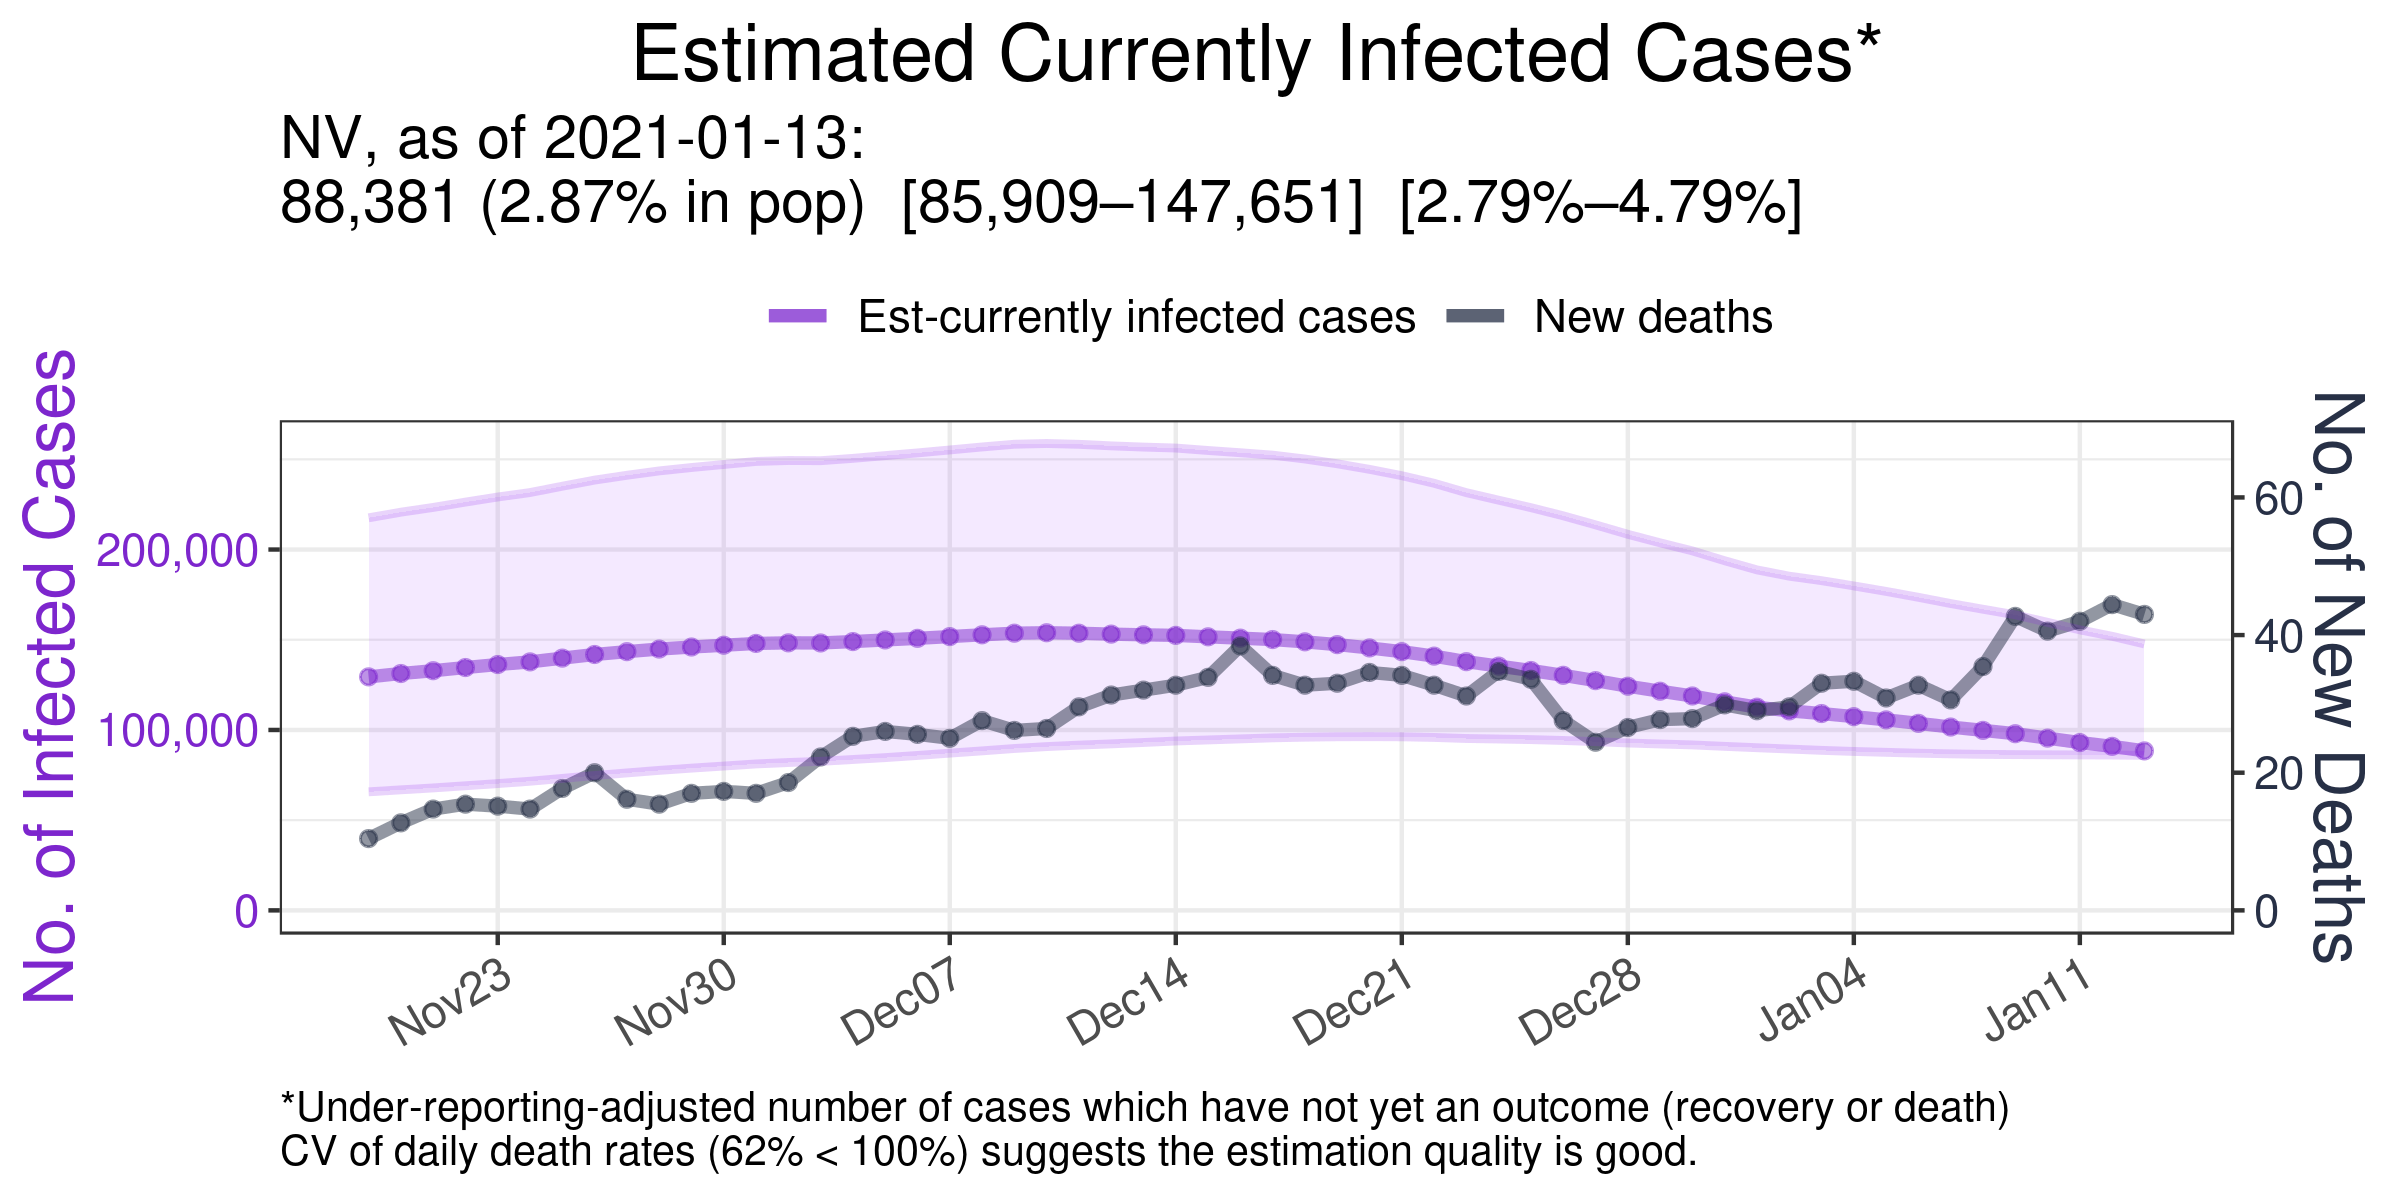 Estimated Currently Infected Cases*
NV, as of 2021-01-13:
88,381 (2.87% in pop)  [85,909–147,651]  [2.79%–4.79%]
Est-currently infected cases
New deaths
No. of Infected Cases
200,000
100,000
0
No. of New Deaths
60
40
20
0
Nov23
Nov30
Dec07
Dec14
Dec21
Dec28
Jan04
Jan11
*Under-reporting-adjusted number of cases which have not yet an outcome (recovery or death)
CV of daily death rates (62% < 100%) suggests the estimation quality is good.